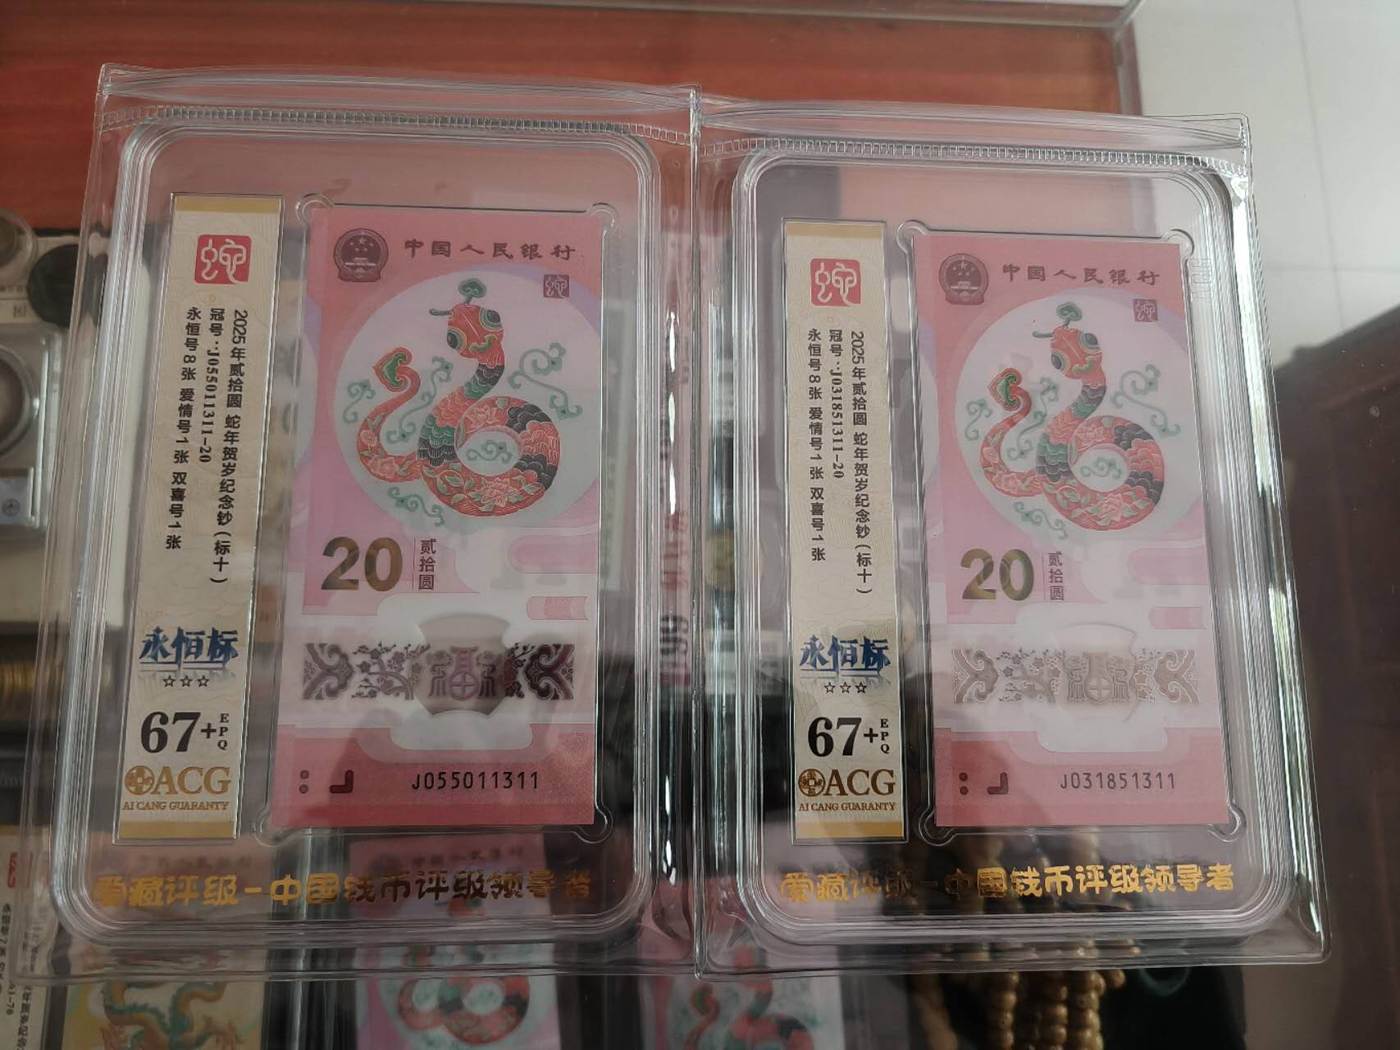 蛇
2025年贰拾圆 蛇年贺岁纪念钞（标十）
冠号：J055011311-20
永恒号8张 爱情号1张 双喜号1张
永恒标
☆☆☆
67+
EPQ
ACG
AI CANG GUARANTY
中国人民银行
蛇
20
贰拾圆
福
J055011311
爱藏评级-中国钱币评级领导者
蛇
2025年贰拾圆 蛇年贺岁纪念钞（标十）
冠号：J031851311-20
永恒号8张 爱情号1张 双喜号1张
永恒标
☆☆☆
67+
EPQ
ACG
AI CANG GUARANTY
中国人民银行
蛇
20
贰拾圆
福
J031851311
爱藏评级-中国钱币评级领导者